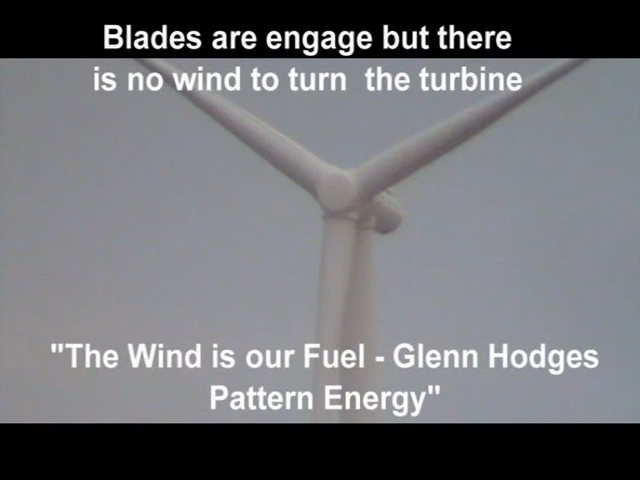 Blades are engage but there
is no wind to turn the turbine
"The Wind is our Fuel - Glenn Hodges
Pattern Energy"